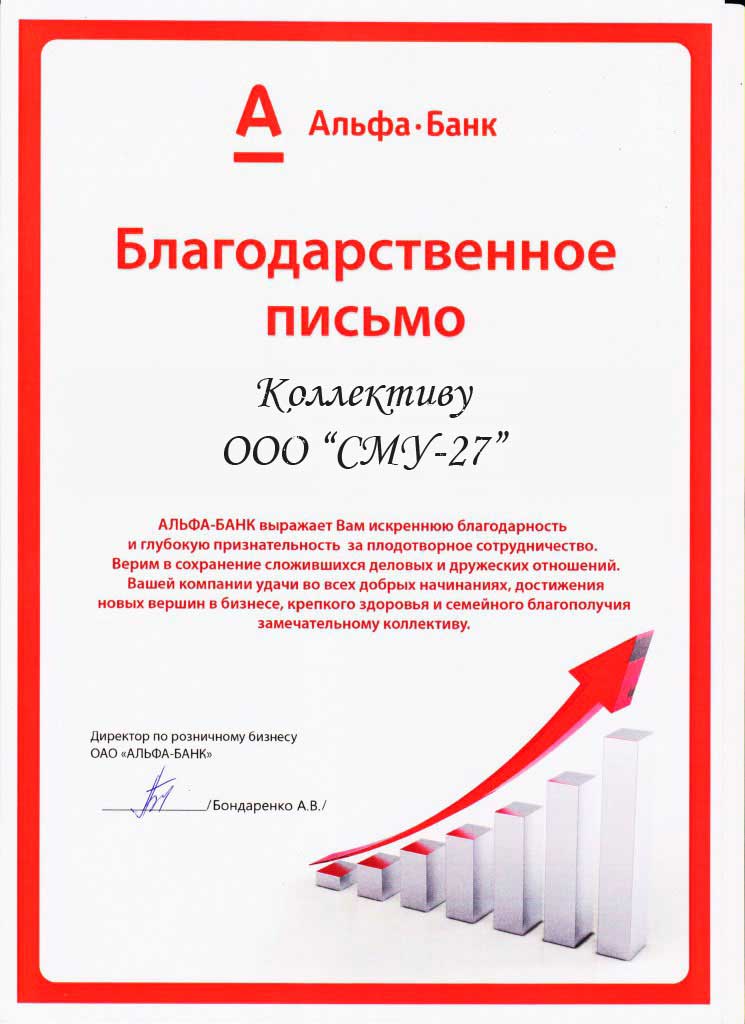 А Альфа·Банк
Благодарственное
письмо
Коллективу
ООО “СМУ-27”
АЛЬФА-БАНК выражает Вам искреннюю благодарность
и глубокую признательность за плодотворное сотрудничество.
Верим в сохранение сложившихся деловых и дружеских отношений.
Вашей компании удачи во всех добрых начинаниях, достижения
новых вершин в бизнесе, крепкого здоровья и семейного благополучия
замечательному коллективу.
Директор по розничному бизнесу
ОАО «АЛЬФА-БАНК»
/Бондаренко А.В./